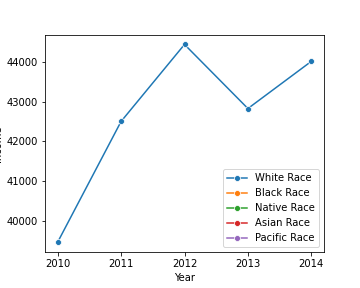 44000
43000
42000
41000
40000
2010 2011 2012 2013 2014
Year
White Race
Black Race
Native Race
Asian Race
Pacific Race